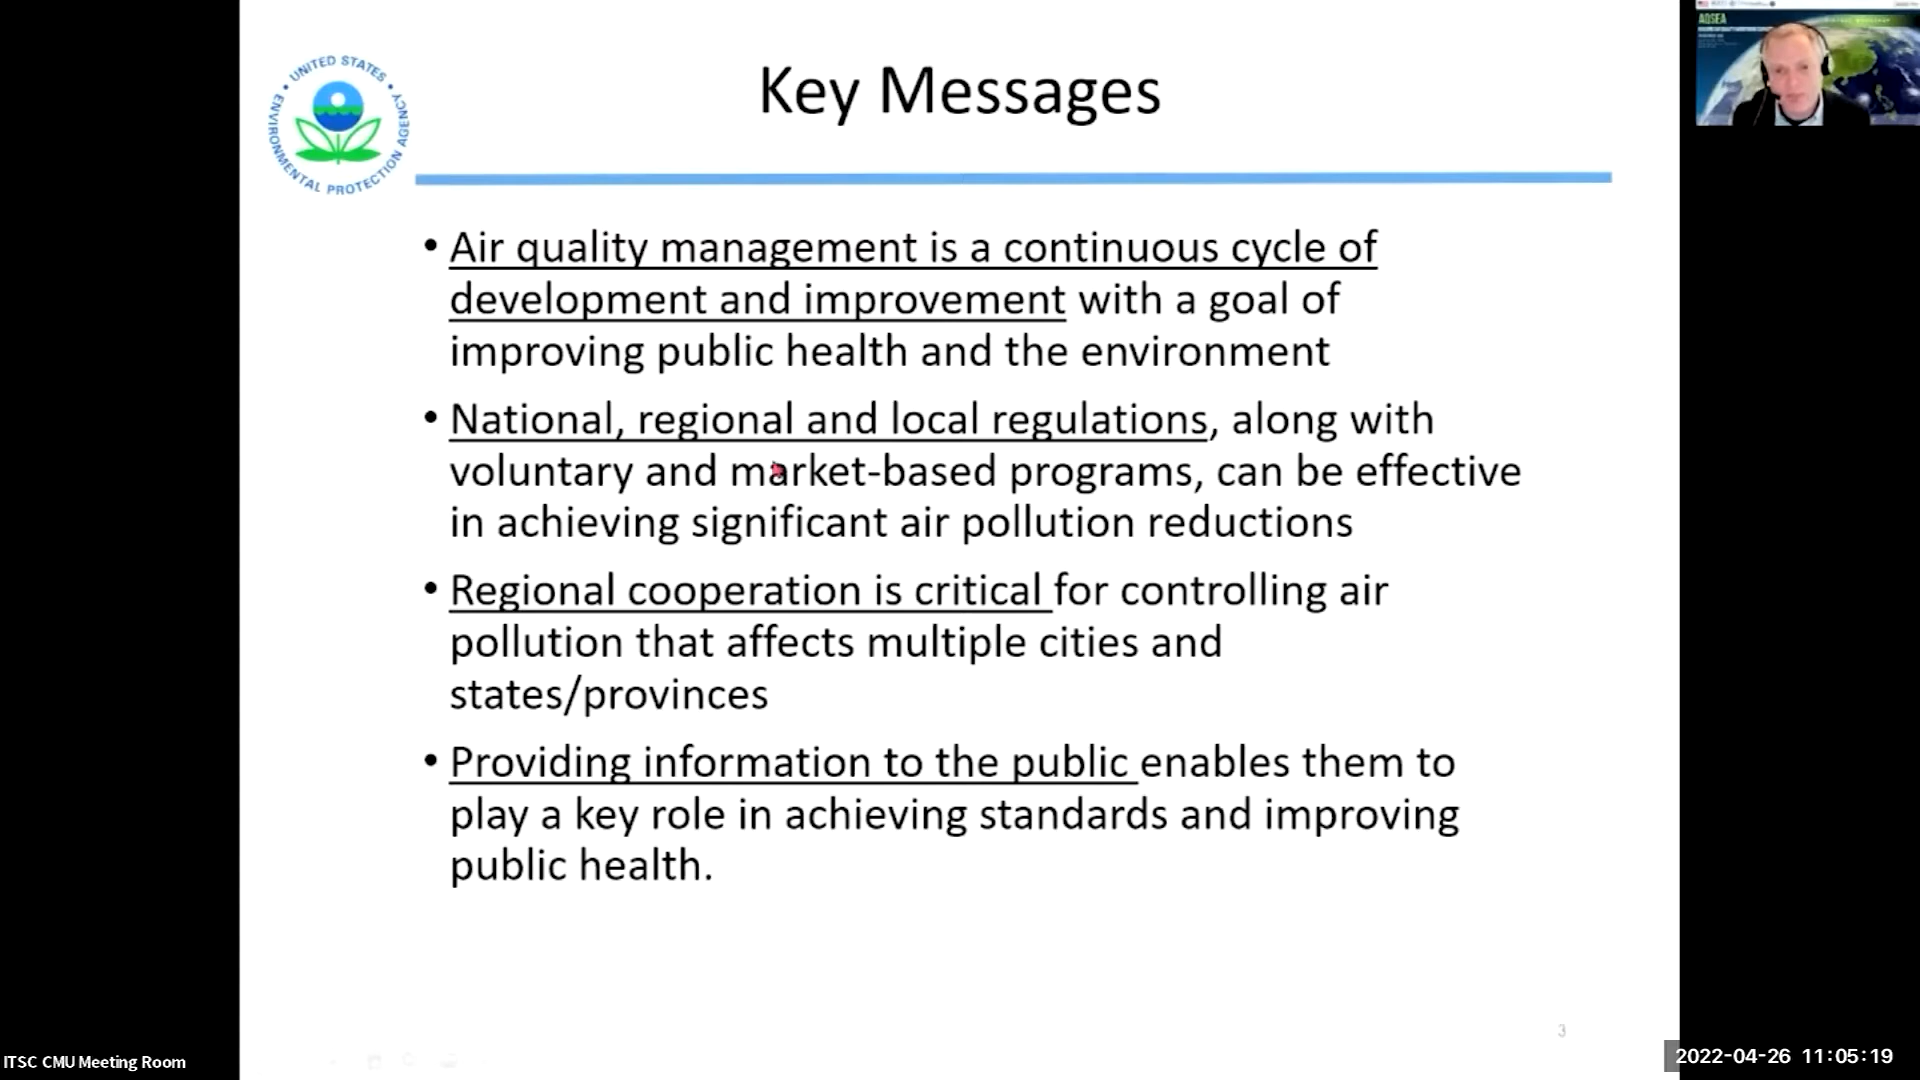 UNITED STATES
ENVIRONMENTAL PROTECTION AGENCY
Key Messages
AQSEA
• Air quality management is a continuous cycle of
development and improvement with a goal of
improving public health and the environment
• National, regional and local regulations, along with
voluntary and market-based programs, can be effective
in achieving significant air pollution reductions
• Regional cooperation is critical for controlling air
pollution that affects multiple cities and
states/provinces
• Providing information to the public enables them to
play a key role in achieving standards and improving
public health.
3
ITSC CMU Meeting Room
2022-04-26 11:05:19